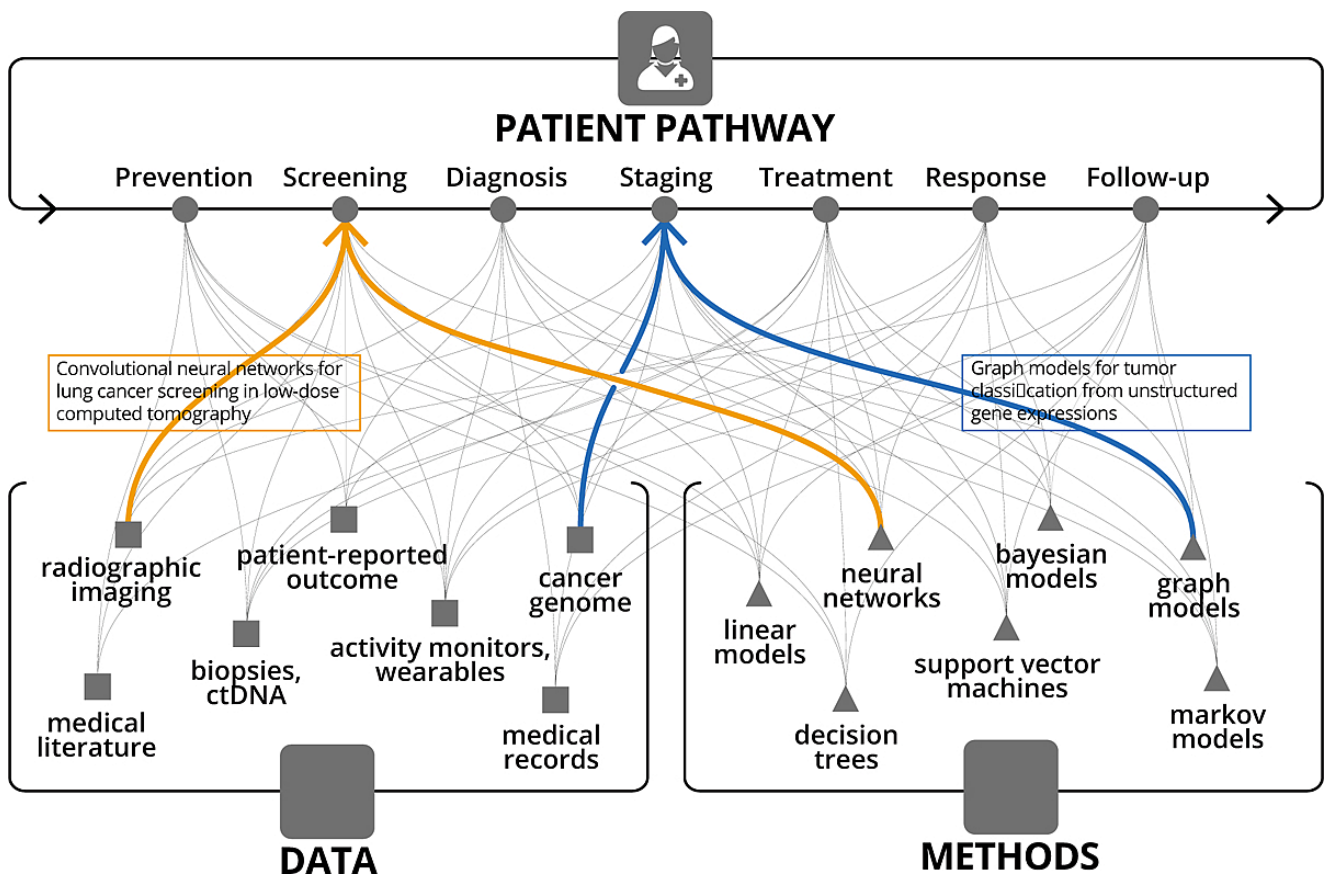 PATIENT PATHWAY
Prevention Screening Diagnosis Staging Treatment Response Follow-up
Convolutional neural networks for
lung cancer screening in low-dose
computed tomography
Graph models for tumor
classi▯cation from unstructured
gene expressions
radiographic
imaging
patient-reported
outcome
cancer
genome
medical
literature
biopsies,
ctDNA
activity monitors,
wearables
medical
records
DATA
linear
models
neural
networks
bayesian
models
graph
models
decision
trees
support vector
machines
markov
models
METHODS